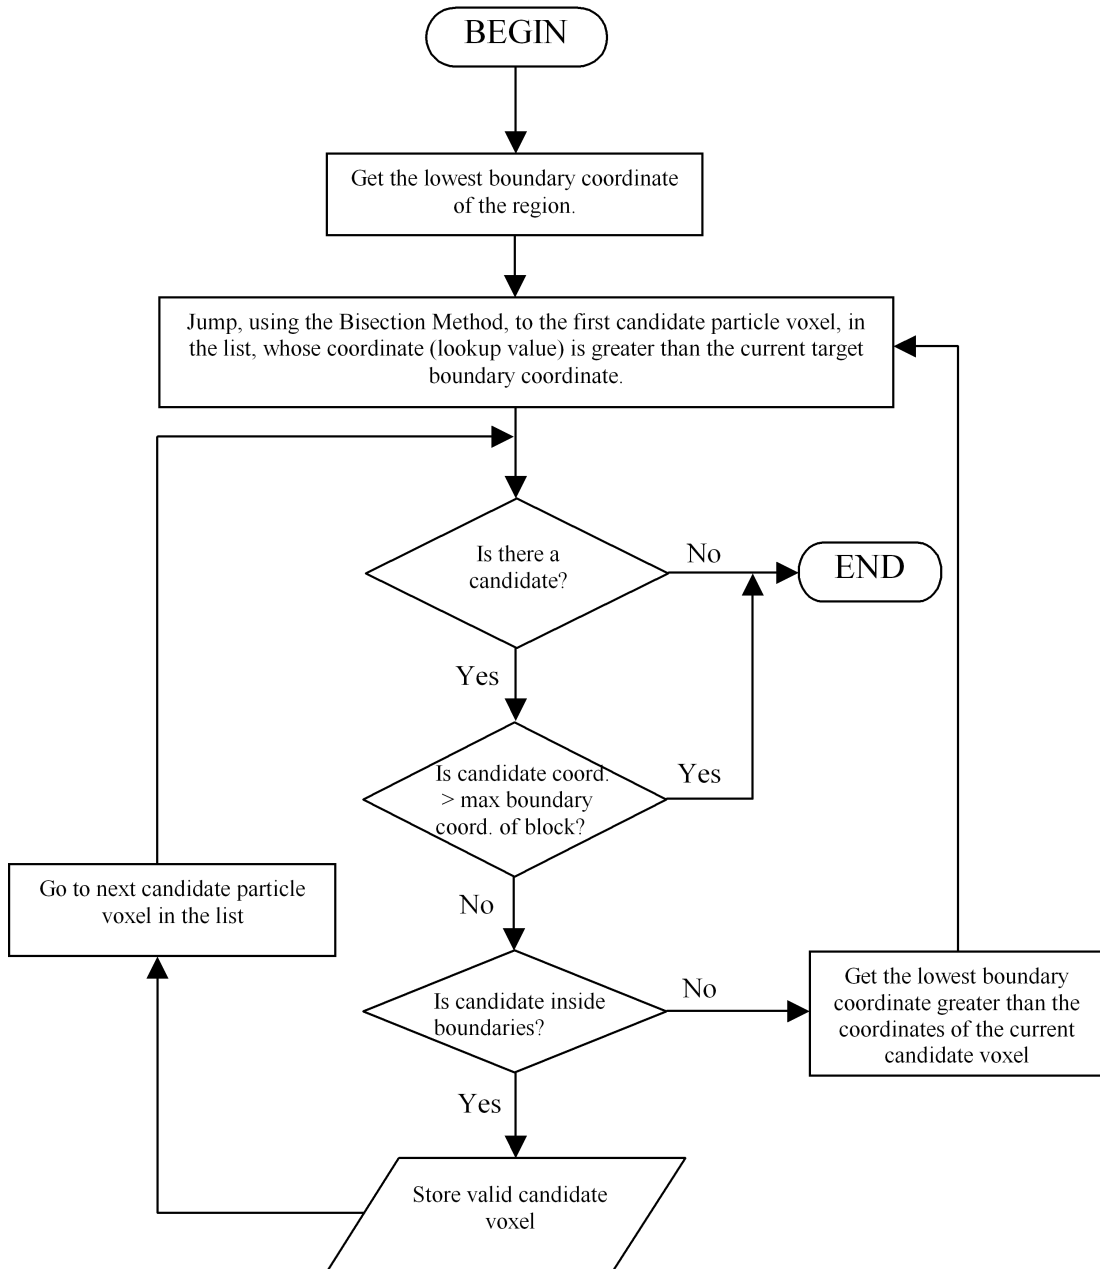 BEGIN
Get the lowest boundary coordinate
of the region.
Jump, using the Bisection Method, to the first candidate particle voxel, in
the list, whose coordinate (lookup value) is greater than the current target
boundary coordinate.
Is there a
candidate?
No
END
Yes
Is candidate coord.
> max boundary
coord. of block?
Yes
No
Go to next candidate particle
voxel in the list
Is candidate inside
boundaries?
No
Get the lowest boundary
coordinate greater than the
coordinates of the current
candidate voxel
Yes
Store valid candidate
voxel